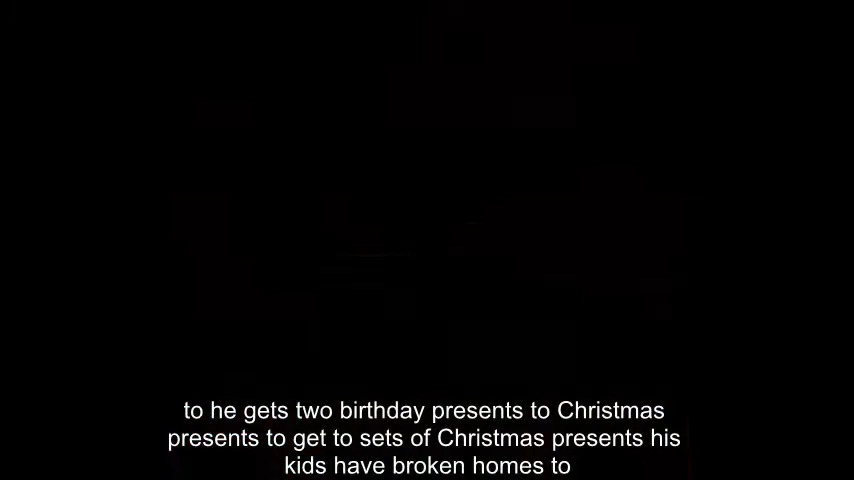 to he gets two birthday presents to Christmas
presents to get to sets of Christmas presents his
kids have broken homes to